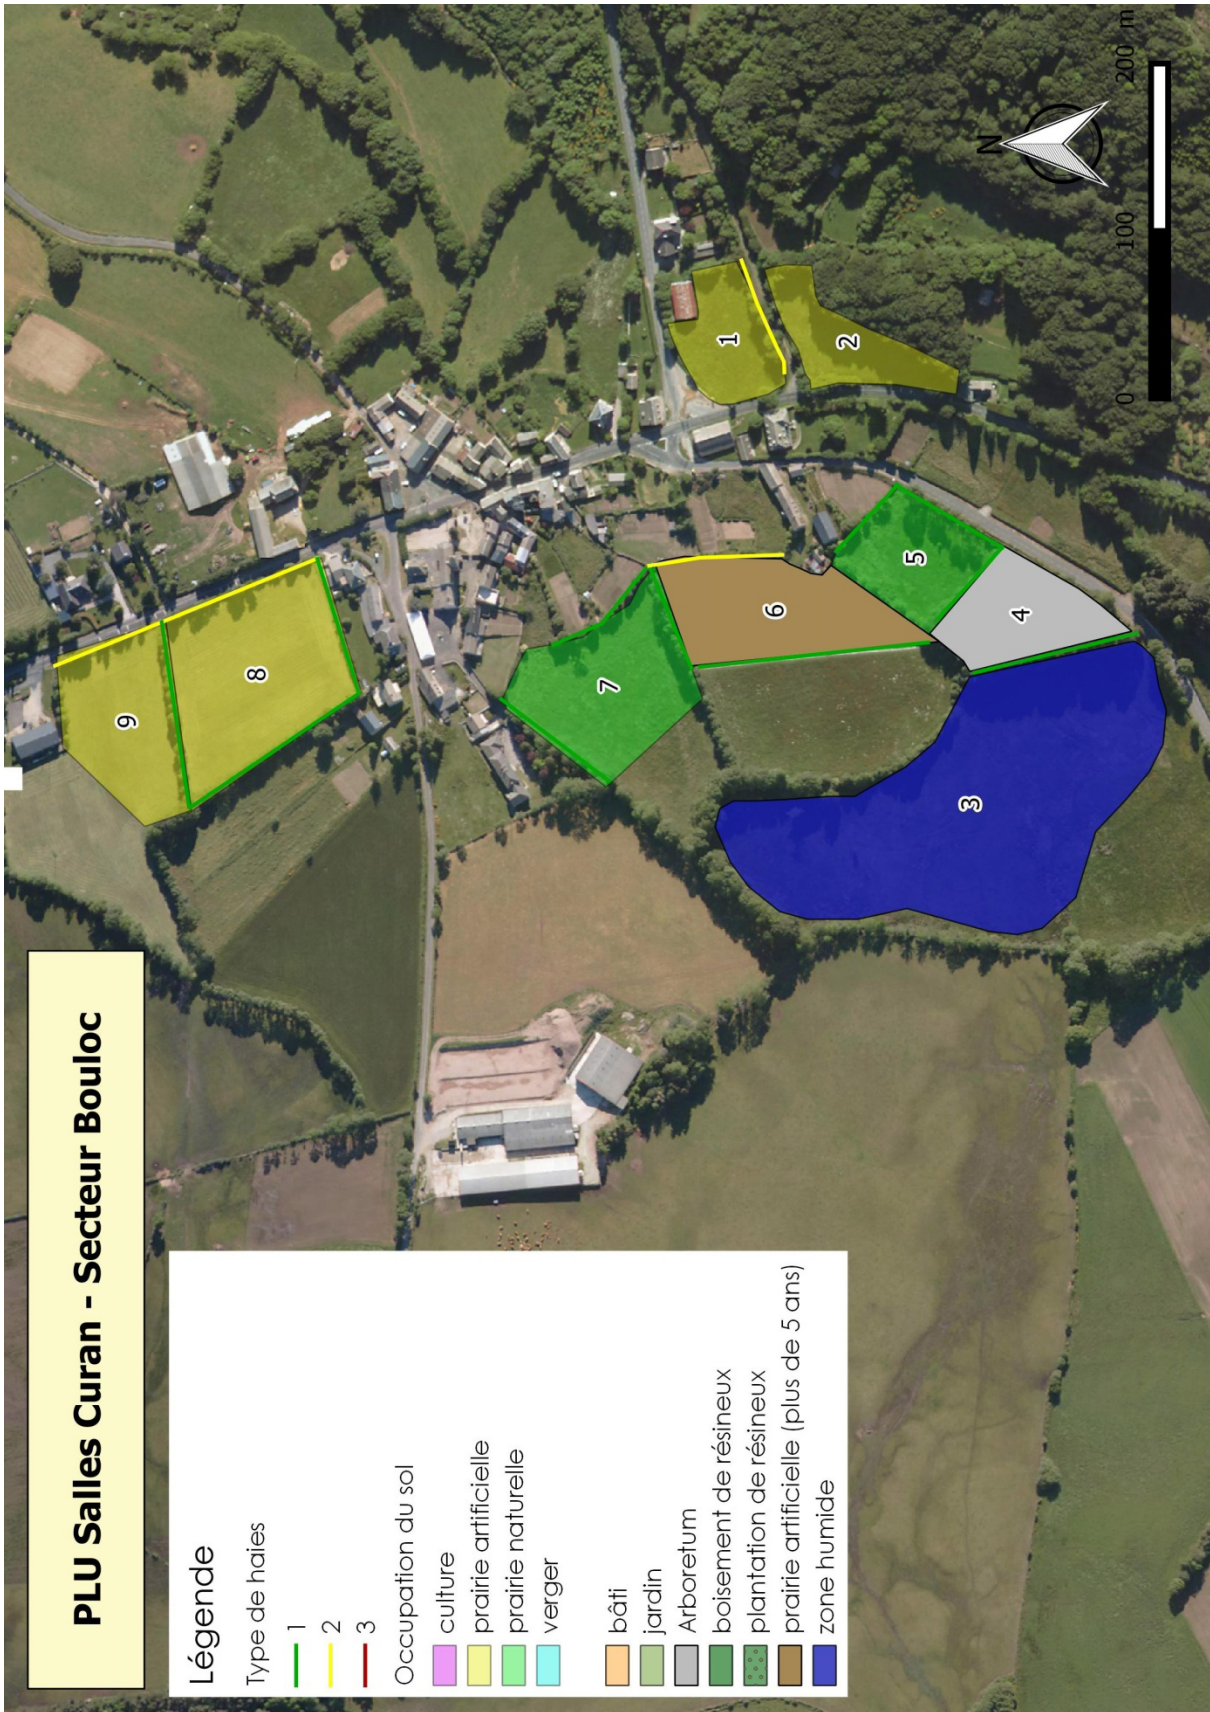 PLU Salles Curan - Secteur Bouloc
Légende
Type de haies
1
2
3
Occupation du sol
culture
prairie artificielle
prairie naturelle
verger
bâti
jardin
Arboretum
boisement de résineux
plantation de résineux
prairie artificielle (plus de 5 ans)
zone humide
9
8
7
6
5
4
3
1
2
N
0 100 200 m